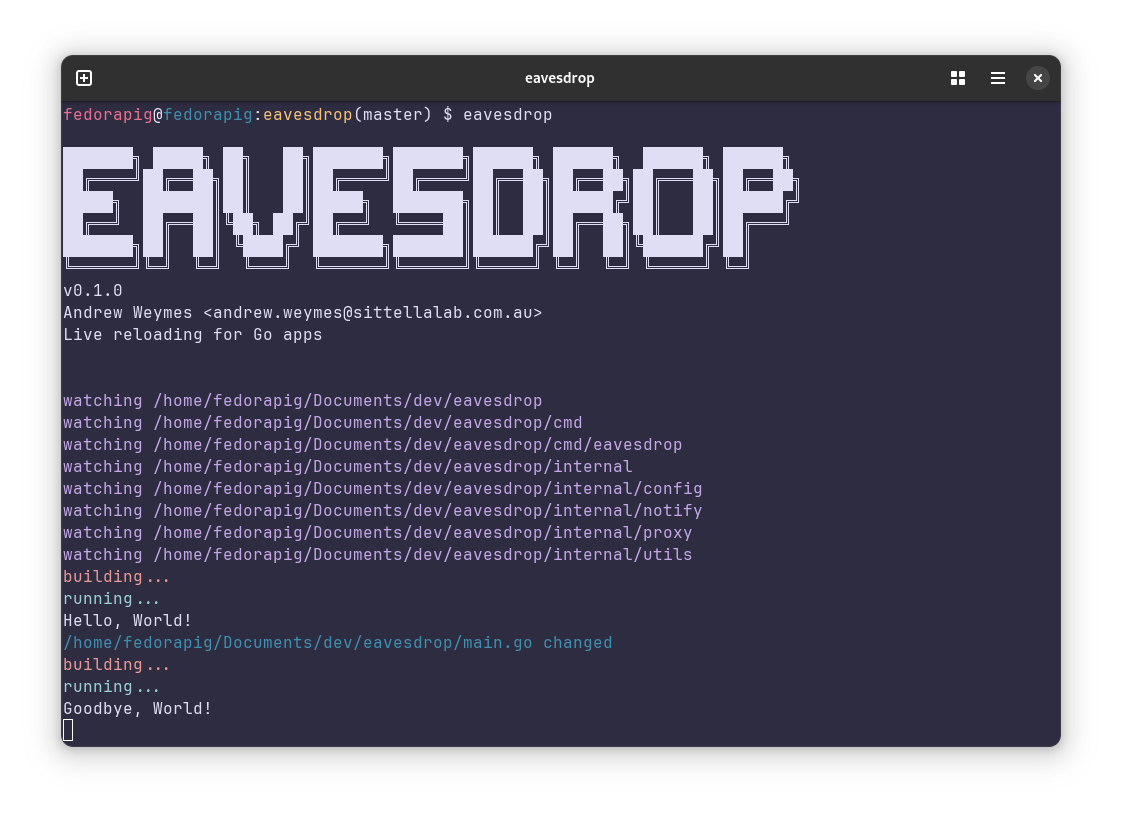 eavesdrop
fedorapig@fedorapig:eavesdrop(master) $ eavesdrop
EAVESDROP
v0.1.0
Andrew Weymes <andrew.weymes@sittellalab.com.au>
Live reloading for Go apps
watching /home/fedorapig/Documents/dev/eavesdrop
watching /home/fedorapig/Documents/dev/eavesdrop/cmd
watching /home/fedorapig/Documents/dev/eavesdrop/cmd/eavesdrop
watching /home/fedorapig/Documents/dev/eavesdrop/internal
watching /home/fedorapig/Documents/dev/eavesdrop/internal/config
watching /home/fedorapig/Documents/dev/eavesdrop/internal/notify
watching /home/fedorapig/Documents/dev/eavesdrop/internal/proxy
watching /home/fedorapig/Documents/dev/eavesdrop/internal/utils
building...
running...
Hello, World!
/home/fedorapig/Documents/dev/eavesdrop/main.go changed
building...
running...
Goodbye, World!